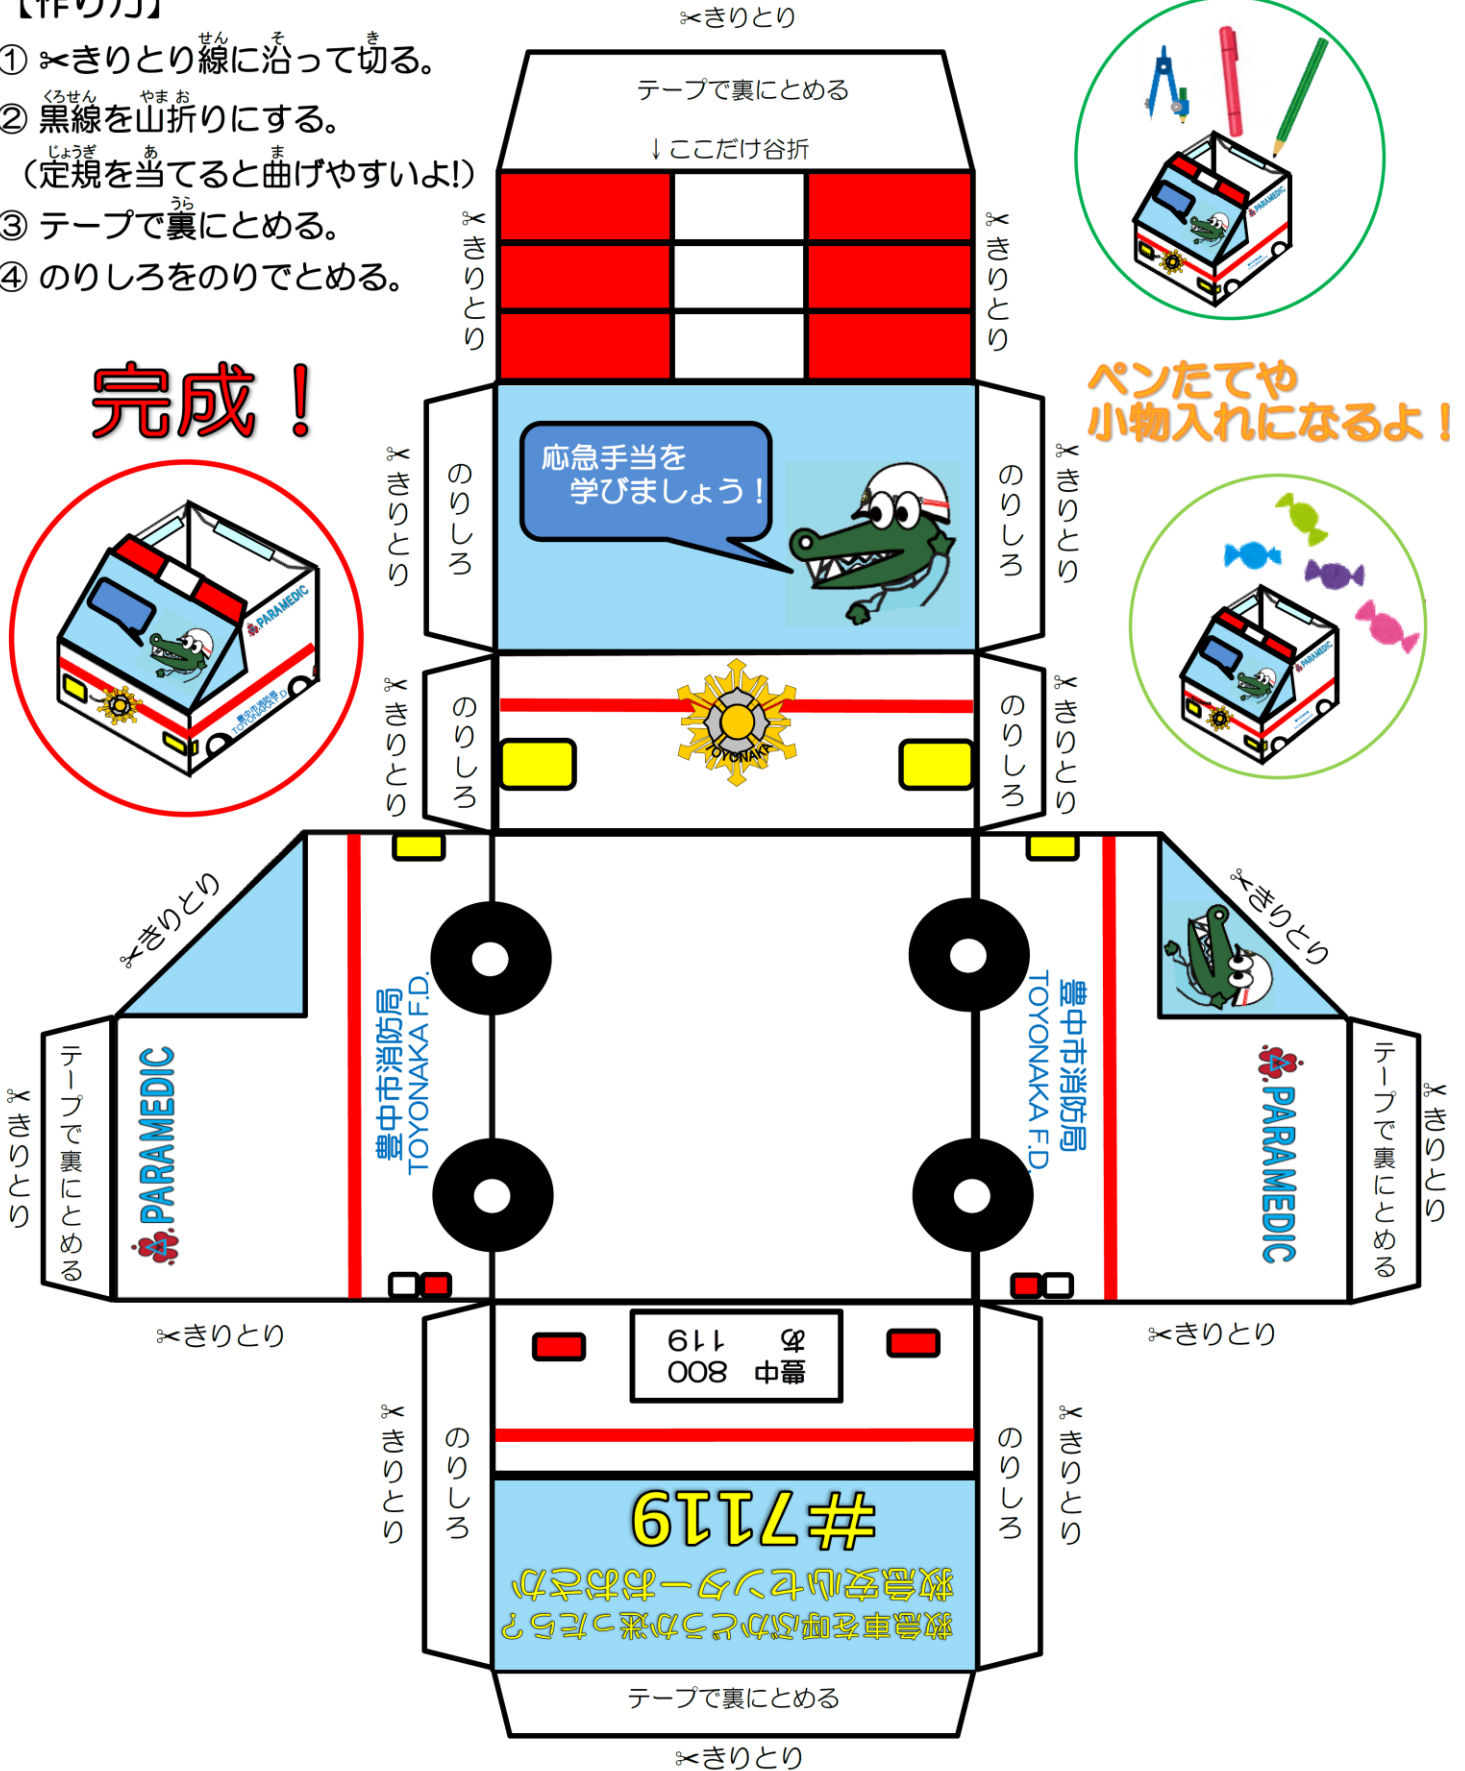 【作り方】
① ✂きりとり線に沿って切る。
② 黒線を山折りにする。
（定規を当てると曲げやすいよ!）
③ テープで裏にとめる。
④ のりしろをのりでとめる。
✂きりとり
テープで裏にとめる
↓ここだけ谷折
✂きりとり
✂きりとり
完成！
ペンたてや
小物入れになるよ！
応急手当を
学びましょう！
✂きりとり
のりしろ
のりしろ
✂きりとり
PARAMEDIC
豊中市消防局
TOYONAKA F.D.
PARAMEDIC
PARAMEDIC
✂きりとり
のりしろ
TOYONAKA
のりしろ
✂きりとり
✂きりとり
✂きりとり
✂きりとり
テープで裏にとめる
PARAMEDIC
豊中市消防局
TOYONAKA F.D.
豊中市消防局
TOYONAKA F.D.
PARAMEDIC
テープで裏にとめる
✂きりとり
✂きりとり
✂きりとり
豊中 800
あ 119
✂きりとり
のりしろ
のりしろ
✂きりとり
救急車を呼ぶかどうか迷ったら？
救急安心センターおおさか
#7119
テープで裏にとめる
✂きりとり